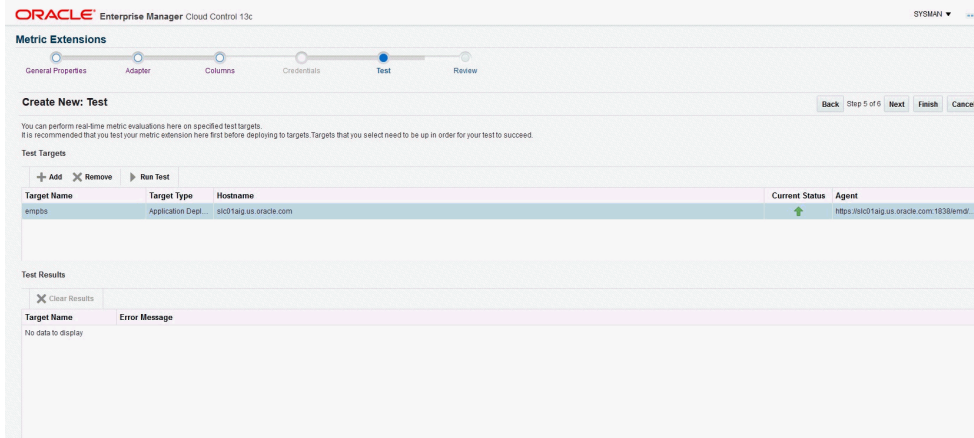 ORACLE Enterprise Manager Cloud Control 13c
SYSMAN
Metric Extensions
General Properties Adapter Columns Credentials Test Review
Create New: Test
Back Step 5 of 6 Next Finish Cancel
You can perform real-time metric evaluations here on specified test targets.
It is recommended that you test your metric extension here first before deploying to targets.Targets that you select need to be up in order for your test to succeed.
Test Targets
Add Remove Run Test
Target Name Target Type Hostname Current Status Agent
empbs Application Depl... slc01aig.us.oracle.com https://slc01aig.us.oracle.com:1838/emd/...
Test Results
Clear Results
Target Name Error Message
No data to display